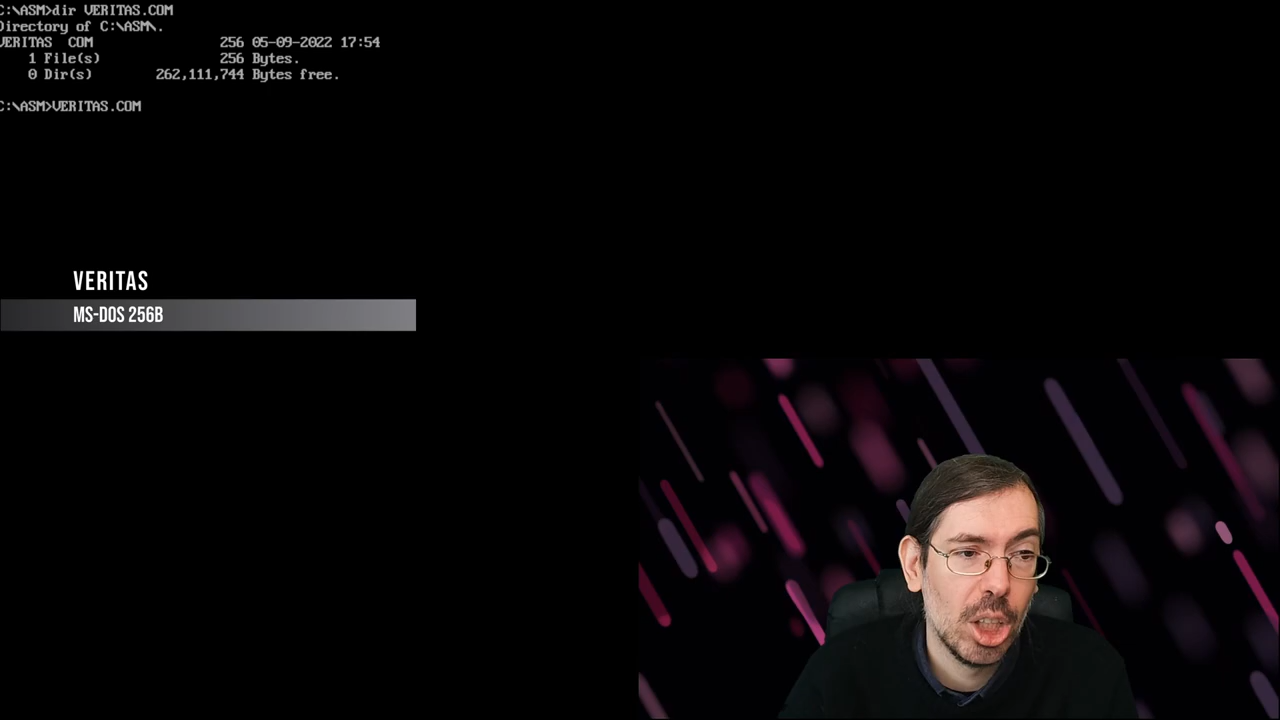 C:\ASM>dir VERITAS.COM
Directory of C:\ASM\.
VERITAS  COM                256 05-09-2022 17:54
    1 File(s)               256 Bytes.
    0 Dir(s)        262,111,744 Bytes free.
C:\ASM>VERITAS.COM
VERITAS
MS-DOS 256B